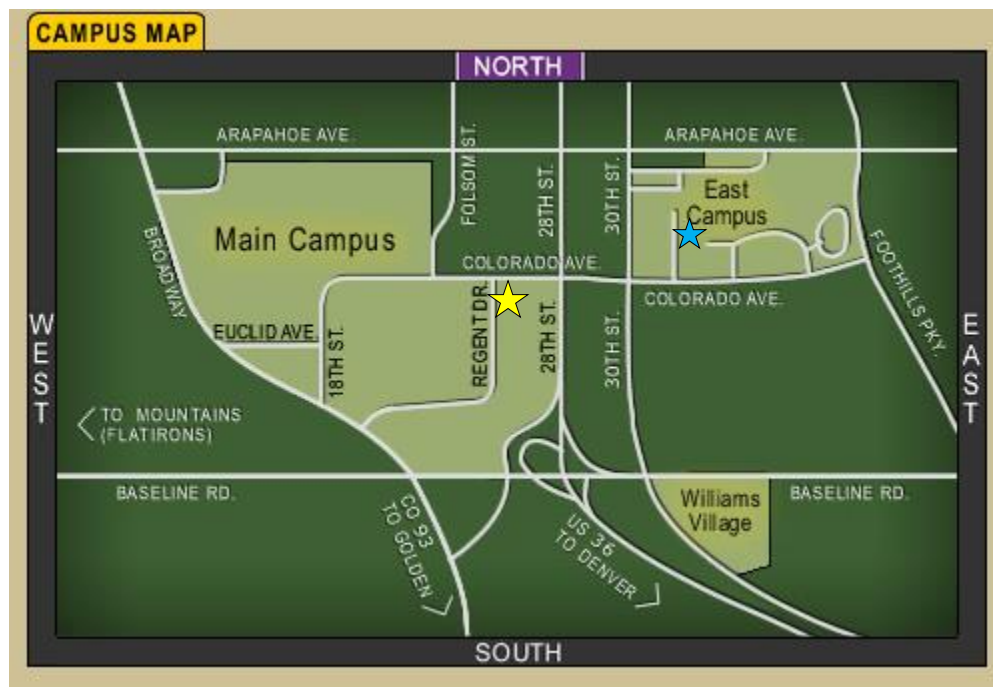 CAMPUS MAP
NORTH
ARAPAHOE AVE.
ARAPAHOE AVE.
FOLSOM ST.
28TH ST.
30TH ST.
East
Campus
Main Campus
BROADWAY
COLORADO AVE.
COLORADO AVE.
FOOTHILLS PKY.
WEST
EUCLID AVE.
18TH ST.
REGENT DR.
28TH ST.
30TH ST.
EAST
TO MOUNTAINS
(FLATIRONS)
BASELINE RD.
BASELINE RD.
Williams
Village
CO 93
TO GOLDEN
US 36
TO DENVER
SOUTH